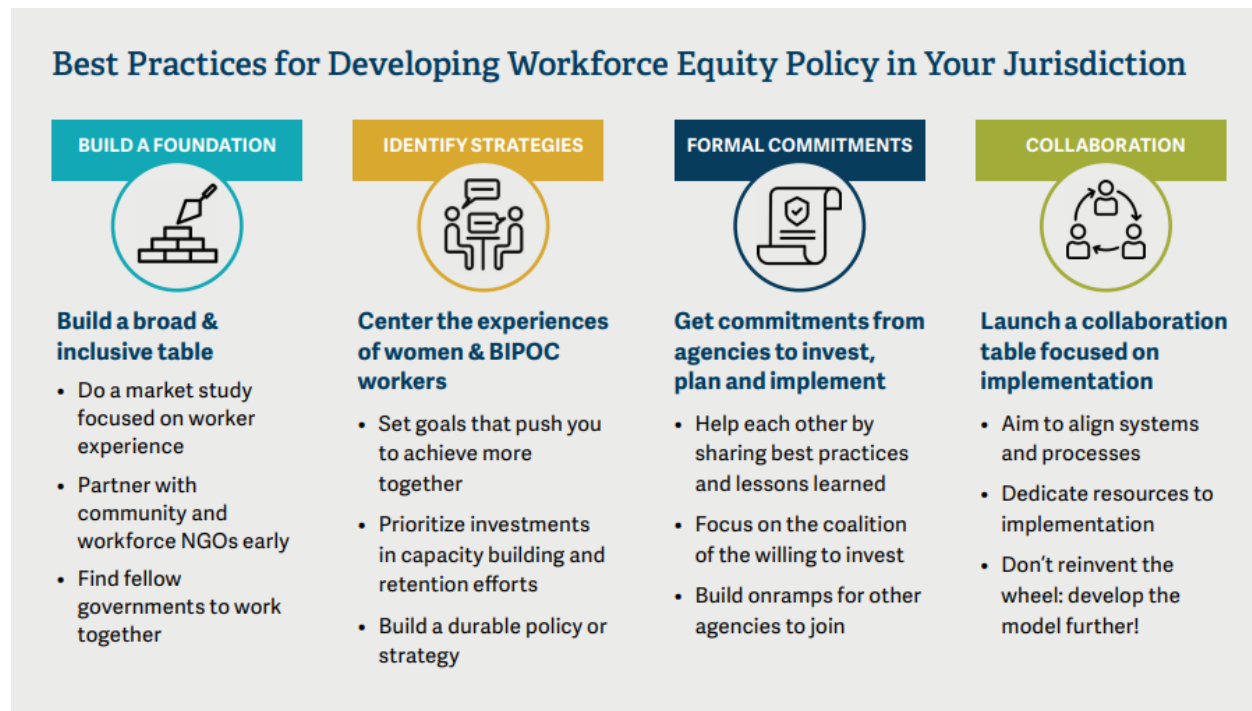 Best Practices for Developing Workforce Equity Policy in Your Jurisdiction
BUILD A FOUNDATION
Build a broad &
inclusive table
• Do a market study
focused on worker
experience
• Partner with
community and
workforce NGOs early
• Find fellow
governments to work
together
IDENTIFY STRATEGIES
Center the experiences
of women & BIPOC
workers
• Set goals that push you
to achieve more
together
• Prioritize investments
in capacity building and
retention efforts
• Build a durable policy or
strategy
FORMAL COMMITMENTS
Get commitments from
agencies to invest,
plan and implement
• Help each other by
sharing best practices
and lessons learned
• Focus on the coalition
of the willing to invest
• Build onramps for other
agencies to join
COLLABORATION
Launch a collaboration
table focused on
implementation
• Aim to align systems
and processes
• Dedicate resources to
implementation
• Don’t reinvent the
wheel: develop the
model further!